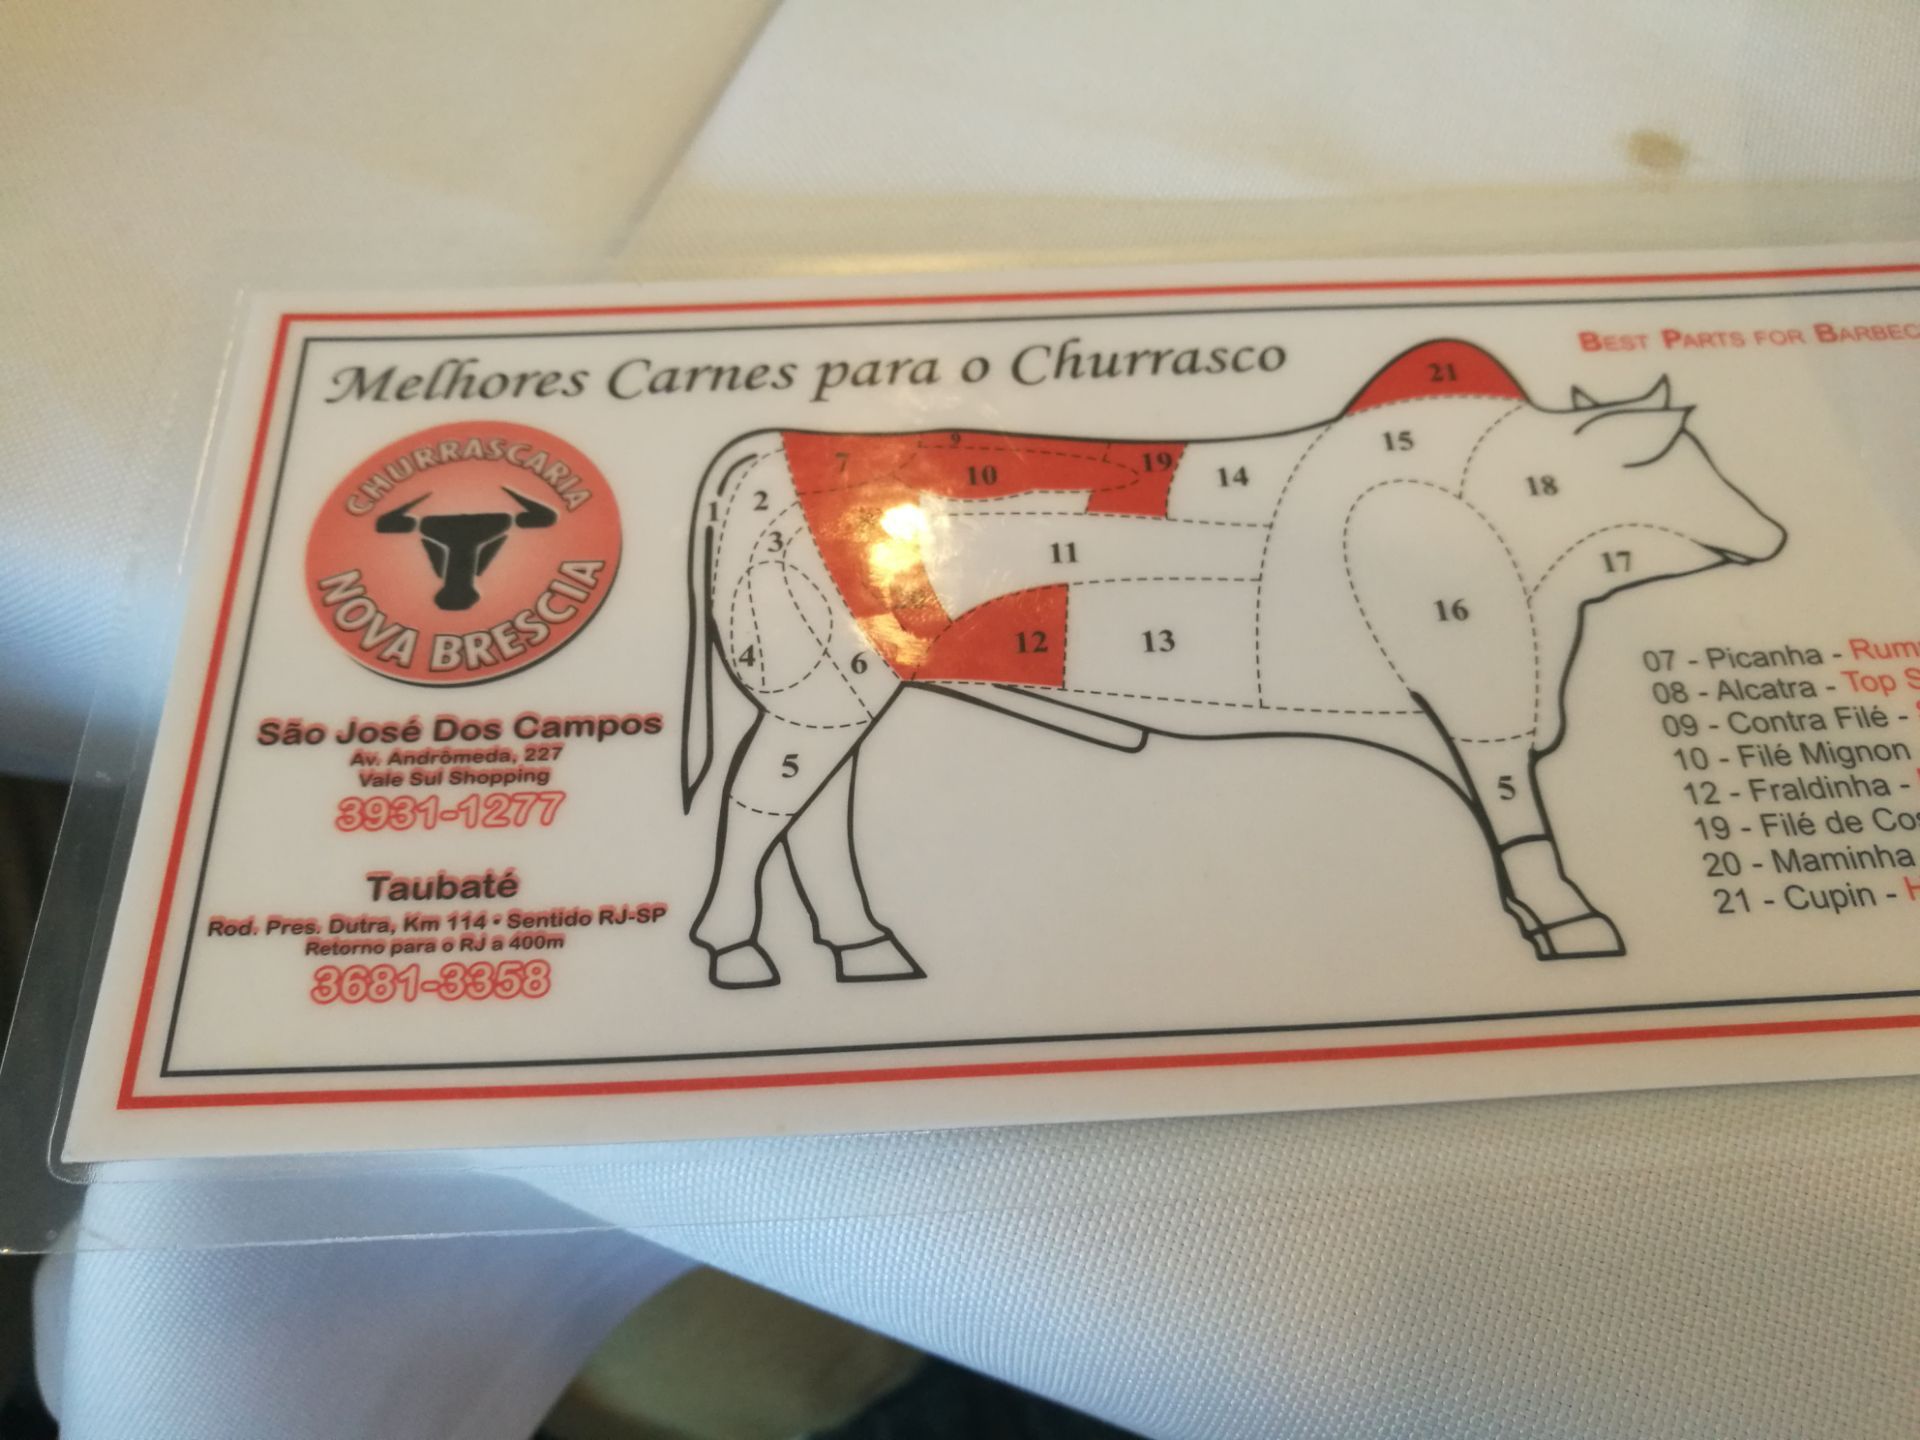 Melhores Carnes para o Churrasco
BEST PARTS FOR
CHURRASCARIA
NOVA BRESCIA
São José Dos Campos
Av. Andrômeda, 227
Vale Sul Shopping
3931-1277
Taubaté
Rod. Pres. Dutra, Km 114 • Sentido RJ-SP
Retorno para o RJ a 400m
3681-3358
1
2
3
4
5
6
7
9
10
11
12
13
14
15
16
17
18
19
21
5
07 - Picanha -
08 - Alcatra - Top
09 - Contra Filé -
10 - Filé Mignon
12 - Fraldinha -
19 - Filé de
20 - Maminha
21 - Cupin -